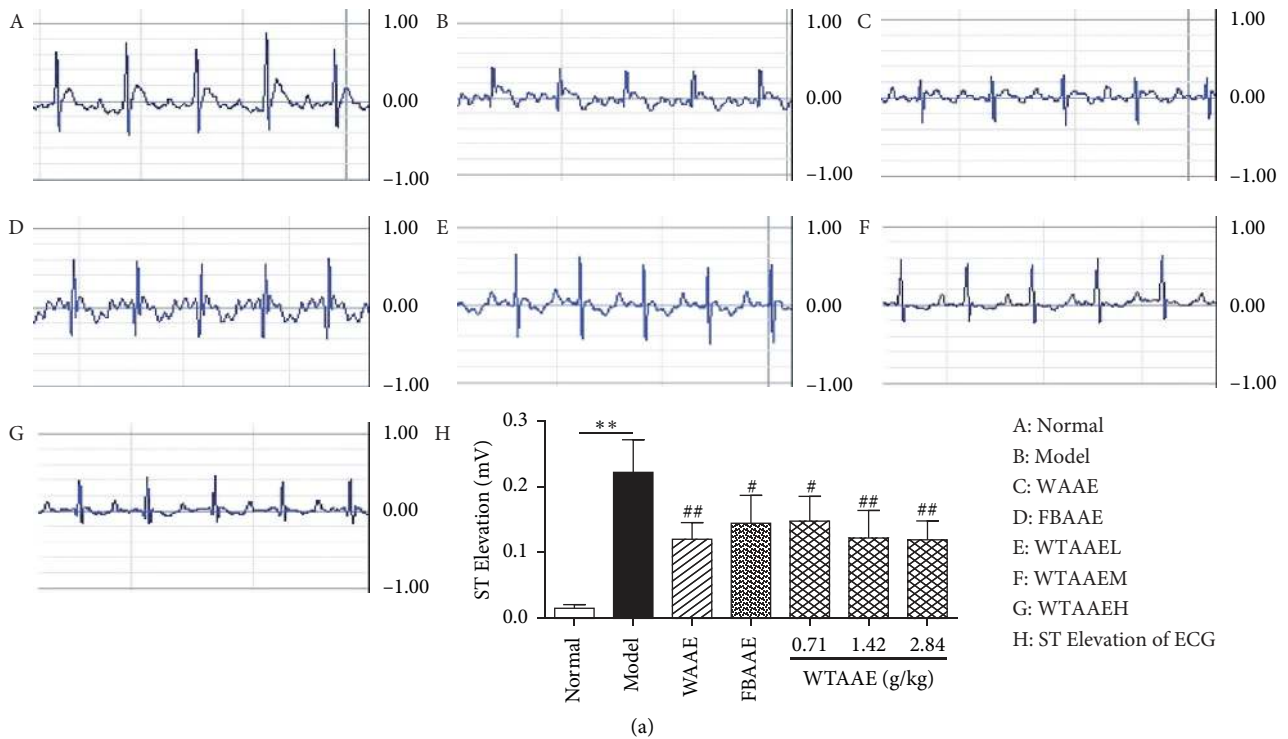 A
1.00
0.00
−1.00
B
1.00
0.00
−1.00
C
1.00
0.00
−1.00
D
1.00
0.00
−1.00
E
1.00
0.00
−1.00
F
1.00
0.00
−1.00
G
1.00
0.00
−1.00
H
ST Elevation (mV)
0.3
0.2
0.1
0.0
**
##
#
#
##
##
Normal
Model
WAAE
FBAAE
0.71 1.42 2.84
WTAAE (g/kg)
A: Normal
B: Model
C: WAAE
D: FBAAE
E: WTAAEL
F: WTAAEM
G: WTAAEH
H: ST Elevation of ECG
(a)